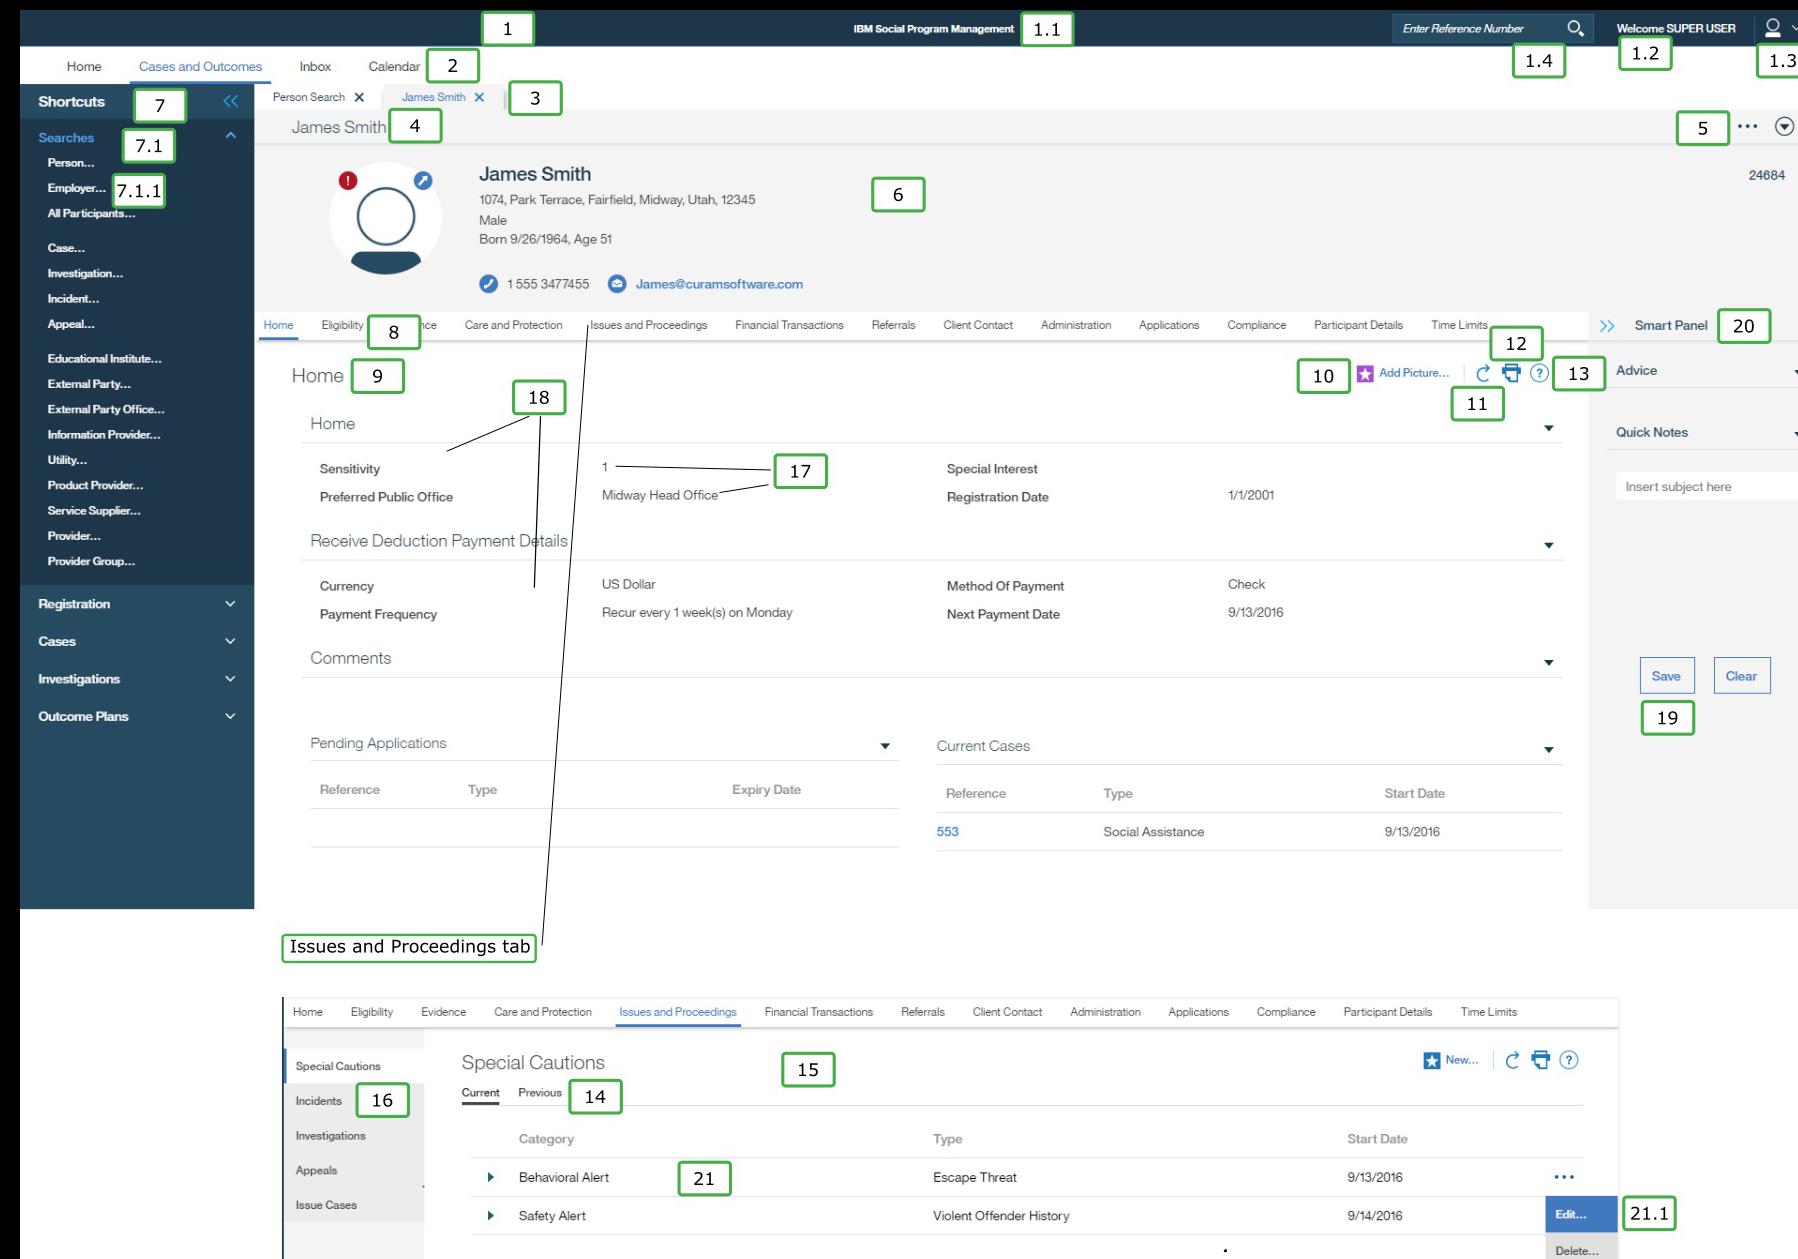 1
IBM Social Program Management
1.1
Enter Reference Number
1.4
Welcome SUPER USER
1.2
1.3
Home
Cases and Outcomes
Inbox
Calendar
2
Shortcuts
7
Person Search
James Smith
3
James Smith
4
5
Searches
7.1
Person...
Employer...
7.1.1
All Participants...
Case...
Investigation...
Incident...
Appeal...
Educational Institute...
External Party...
External Party Office...
Information Provider...
Utility...
Product Provider...
Service Supplier...
Provider...
Provider Group...
Registration
Cases
Investigations
Outcome Plans
James Smith
1074, Park Terrace, Fairfield, Midway, Utah, 12345
Male
Born 9/26/1964, Age 51
1 555 3477455
James@curamsoftware.com
6
24684
Home
Eligibility
8
nce
Care and Protection
Issues and Proceedings
Financial Transactions
Referrals
Client Contact
Administration
Applications
Compliance
Participant Details
Time Limits
12
Smart Panel
20
Home
9
18
10
Add Picture...
11
13
Advice
Home
Quick Notes
Sensitivity
1
17
Special Interest
Preferred Public Office
Midway Head Office
Registration Date
1/1/2001
Insert subject here
Receive Deduction Payment Details
Currency
US Dollar
Method Of Payment
Check
Payment Frequency
Recur every 1 week(s) on Monday
Next Payment Date
9/13/2016
Comments
Save
Clear
19
Pending Applications
Reference
Type
Expiry Date
Current Cases
Reference
Type
Start Date
553
Social Assistance
9/13/2016
Issues and Proceedings tab
Home
Eligibility
Evidence
Care and Protection
Issues and Proceedings
Financial Transactions
Referrals
Client Contact
Administration
Applications
Compliance
Participant Details
Time Limits
Special Cautions
Incidents
16
Investigations
Appeals
Issue Cases
Special Cautions
15
New...
Current
Previous
14
Category
Type
Start Date
Behavioral Alert
21
Escape Threat
9/13/2016
Safety Alert
Violent Offender History
9/14/2016
Edit...
21.1
Delete...